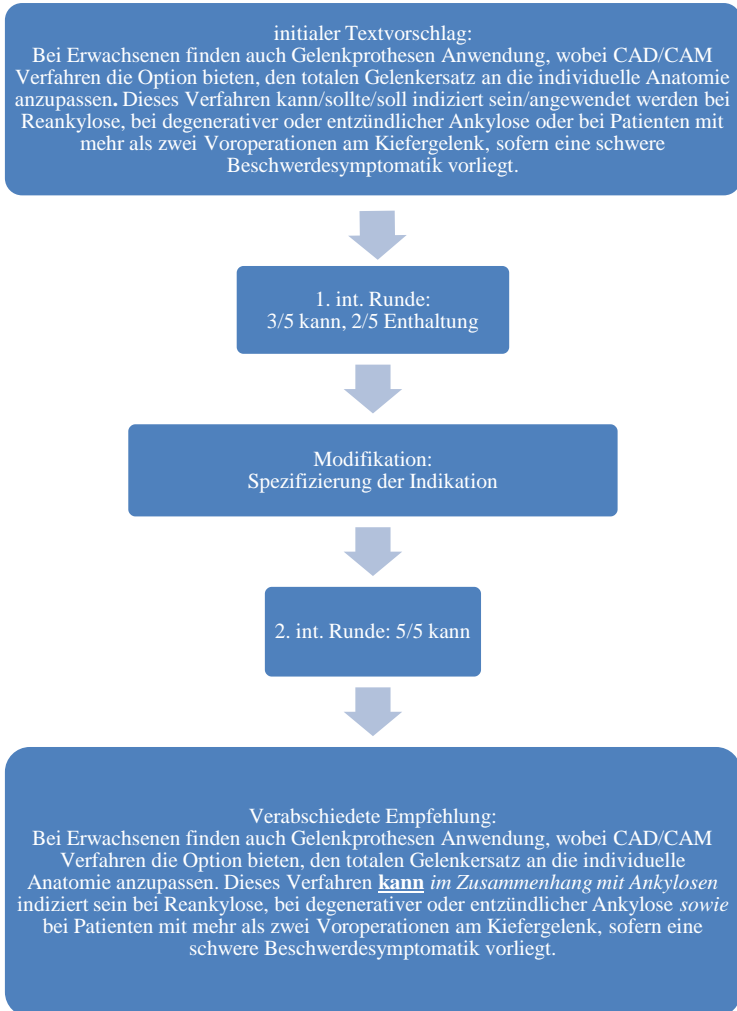 initialer Textvorschlag:
Bei Erwachsenen finden auch Gelenkprothesen Anwendung, wobei CAD/CAM
Verfahren die Option bieten, den totalen Gelenkersatz an die individuelle Anatomie
anzupassen. Dieses Verfahren kann/sollte/soll indiziert sein/angewendet werden bei
Reankylose, bei degenerativer oder entzündlicher Ankylose oder bei Patienten mit
mehr als zwei Voroperationen am Kiefergelenk, sofern eine schwere
Beschwerdesymptomatik vorliegt.
1. int. Runde:
3/5 kann, 2/5 Enthaltung
Modifikation:
Spezifizierung der Indikation
2. int. Runde: 5/5 kann
Verabschiedete Empfehlung:
Bei Erwachsenen finden auch Gelenkprothesen Anwendung, wobei CAD/CAM
Verfahren die Option bieten, den totalen Gelenkersatz an die individuelle
Anatomie anzupassen. Dieses Verfahren kann im Zusammenhang mit Ankylosen
indiziert sein bei Reankylose, bei degenerativer oder entzündlicher Ankylose sowie
bei Patienten mit mehr als zwei Voroperationen am Kiefergelenk, sofern eine
schwere Beschwerdesymptomatik vorliegt.